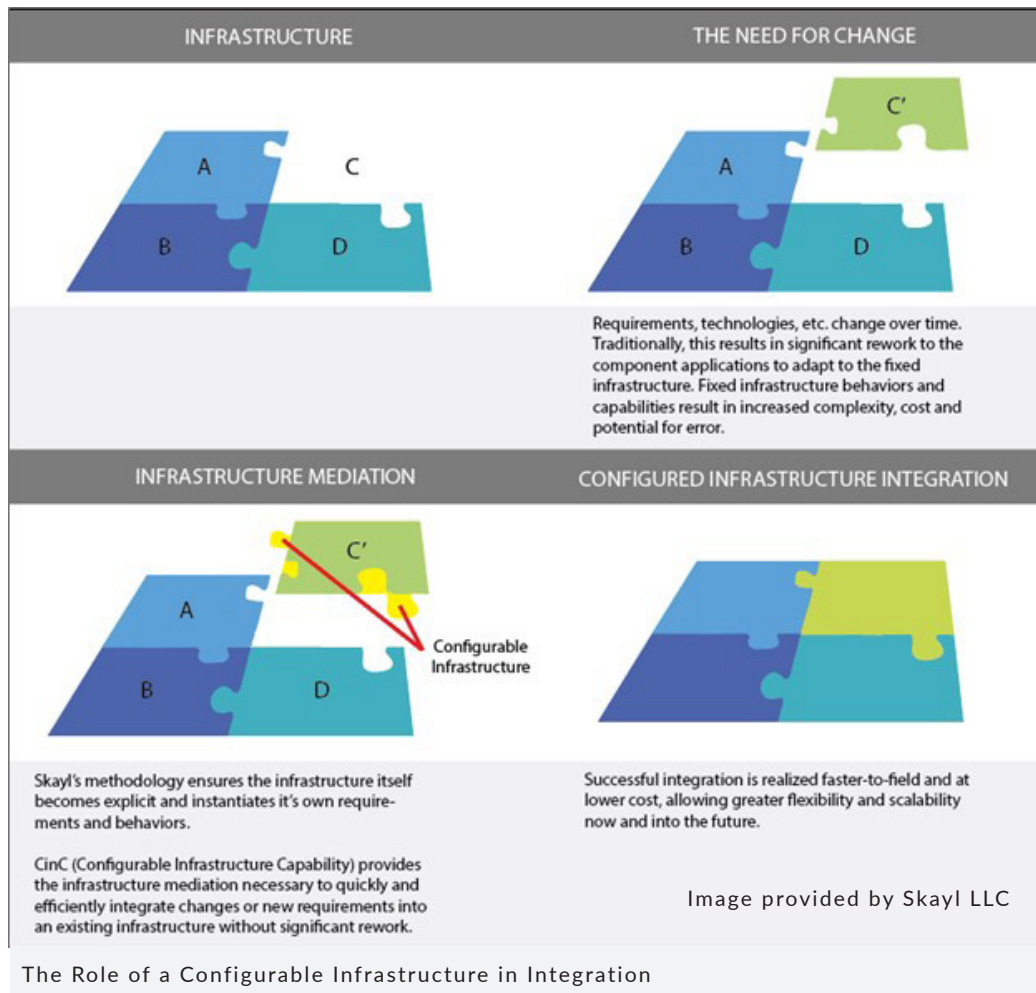 INFRASTRUCTURE
A
C
B
D
THE NEED FOR CHANGE
C'
A
B
D
Requirements, technologies, etc. change over time.
Traditionally, this results in significant rework to the
component applications to adapt to the fixed
infrastructure. Fixed infrastructure behaviors and
capabilities result in increased complexity, cost and
potential for error.
INFRASTRUCTURE MEDIATION
C'
A
B
D
Configurable
Infrastructure
Skayl's methodology ensures the infrastructure itself
becomes explicit and instantiates it's own require-
ments and behaviors.
CinC (Configurable Infrastructure Capability) provides
the infrastructure mediation necessary to quickly and
efficiently integrate changes or new requirements into
an existing infrastructure without significant rework.
CONFIGURED INFRASTRUCTURE INTEGRATION
Successful integration is realized faster-to-field and at
lower cost, allowing greater flexibility and scalability
now and into the future.
Image provided by Skayl LLC
The Role of a Configurable Infrastructure in Integration